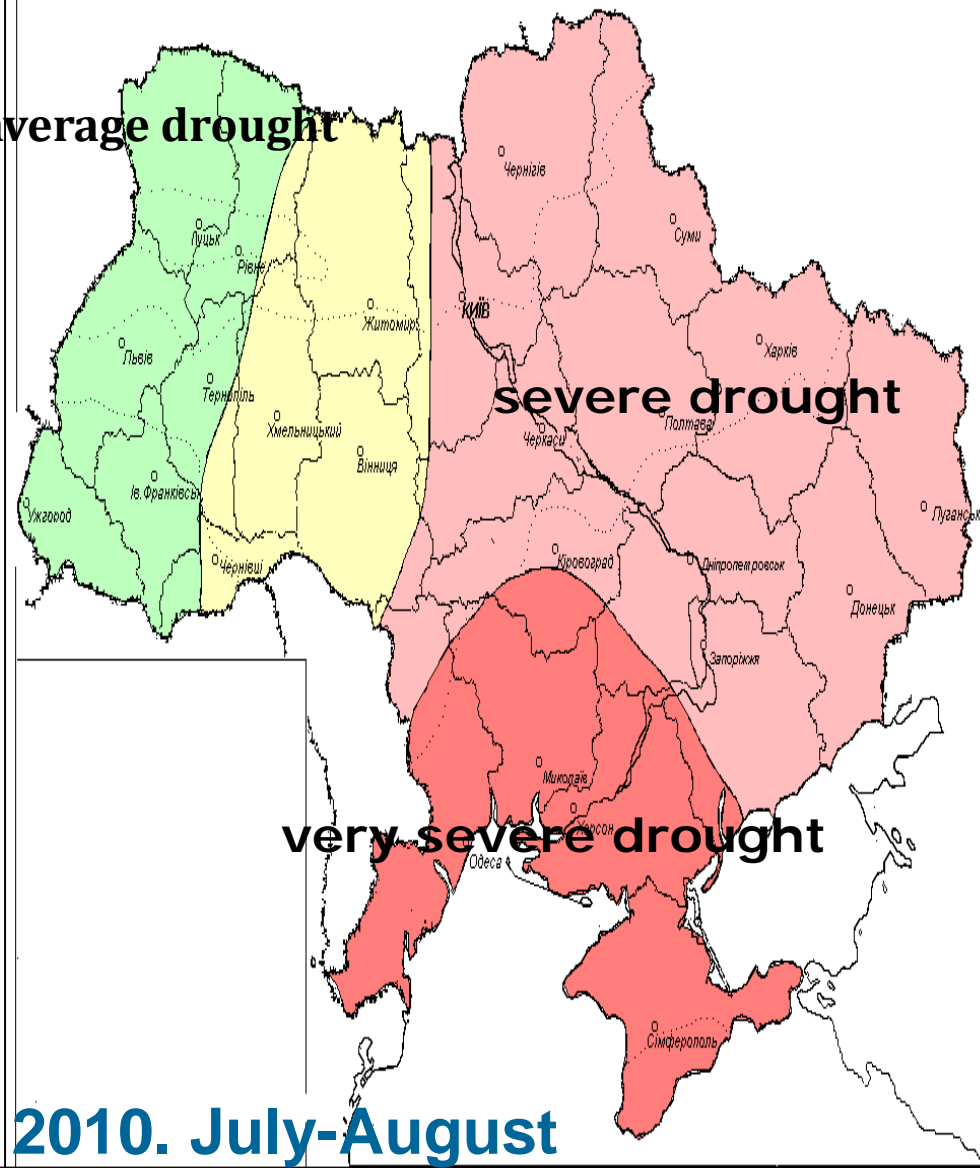 average drought
Чернігів
Суми
Луцьк
Рівне
КИЇВ
Житомир
Львів
Харків
Тернопіль
severe drought
Полтава
Хмельницький
Черкаси
Вінниця
Ів.Франківськ
Ужгород
Луганськ
Чернівці
Кіровоград
Дніпропетровськ
Донецьк
Запоріжжя
Миколаїв
Херсон
very severe drought
Одеса
Сімферополь
2010. July-August